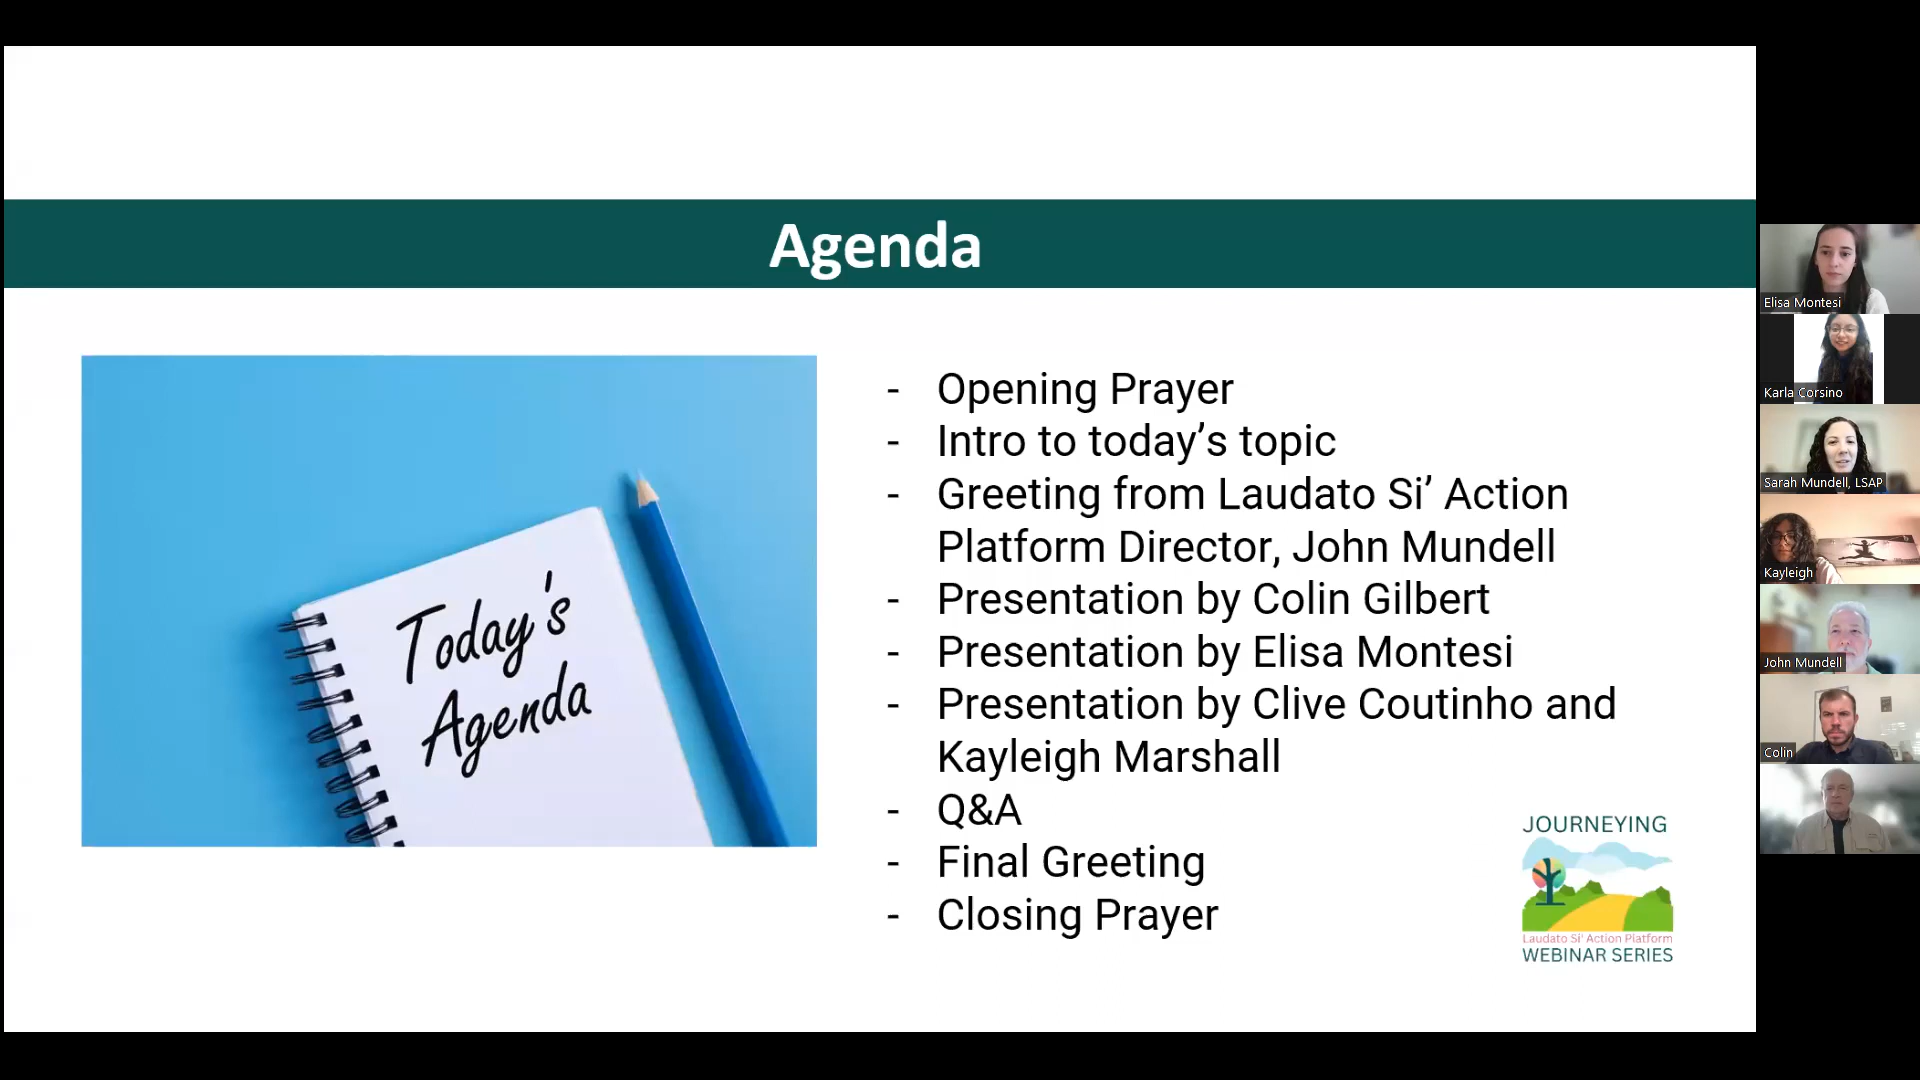 Agenda
Today's
Agenda
- Opening Prayer
- Intro to today’s topic
- Greeting from Laudato Si’ Action
Platform Director, John Mundell
- Presentation by Colin Gilbert
- Presentation by Elisa Montesi
- Presentation by Clive Coutinho and
Kayleigh Marshall
- Q&A
- Final Greeting
- Closing Prayer
JOURNEYING
Laudato Si' Action Platform
WEBINAR SERIES
Elisa Montesi
Karla Corsino
Sarah Mundell, LSAP
Kayleigh
John Mundell
Colin